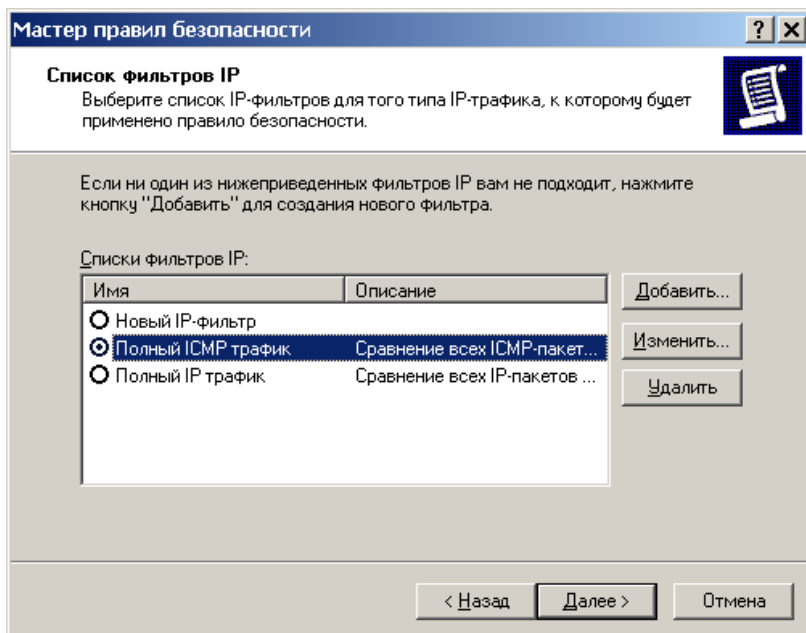 Мастер правил безопасности
Список фильтров IP
Выберите список IP-фильтров для того типа IP-трафика, к которому будет
применено правило безопасности.
Если ни один из нижеприведенных фильтров IP вам не подходит, нажмите
кнопку "Добавить" для создания нового фильтра.
Списки фильтров IP:
Имя Описание
Новый IP-фильтр
Полный ICMP трафик Сравнение всех ICMP-пакет...
Полный IP трафик Сравнение всех IP-пакетов ...
Добавить...
Изменить...
Удалить
< Назад Далее > Отмена